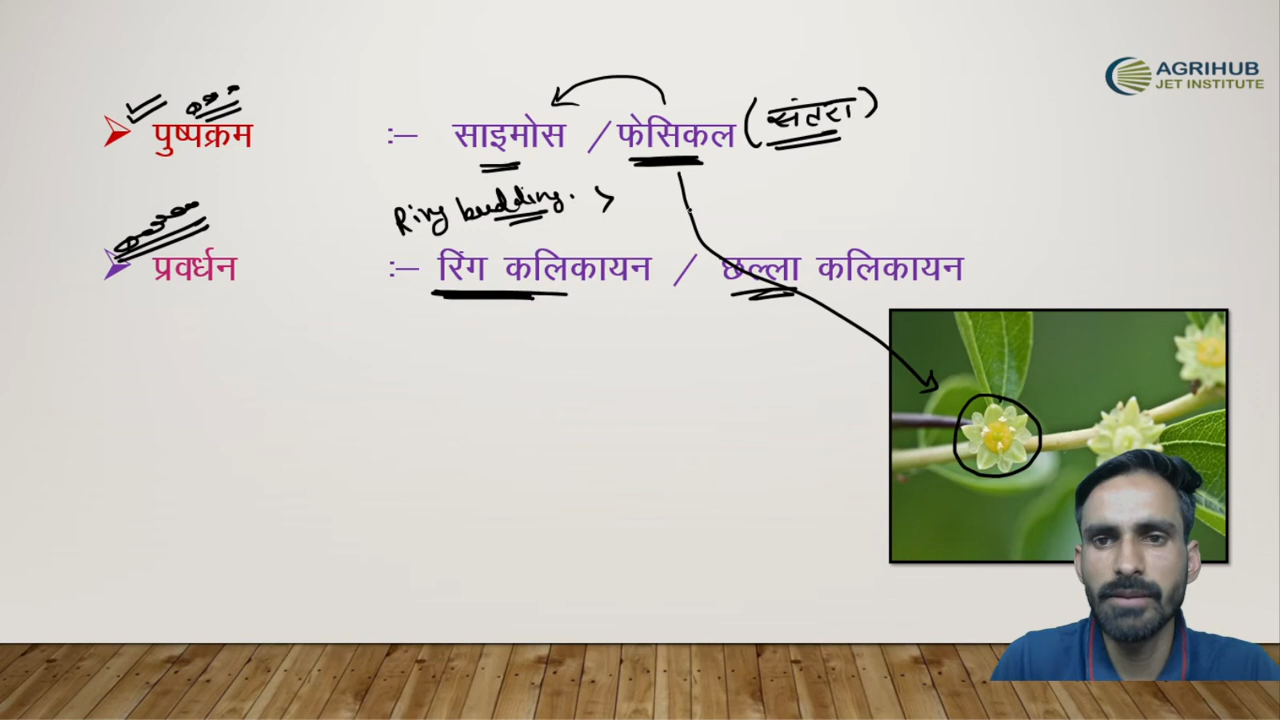 AGRIHUB
JET INSTITUTE
पुष्पक्रम :- साइमोस / फेसिकल (संतरा)
Ring budding.
प्रवर्धन :- रिंग कलिकायन / छल्ला कलिकायन